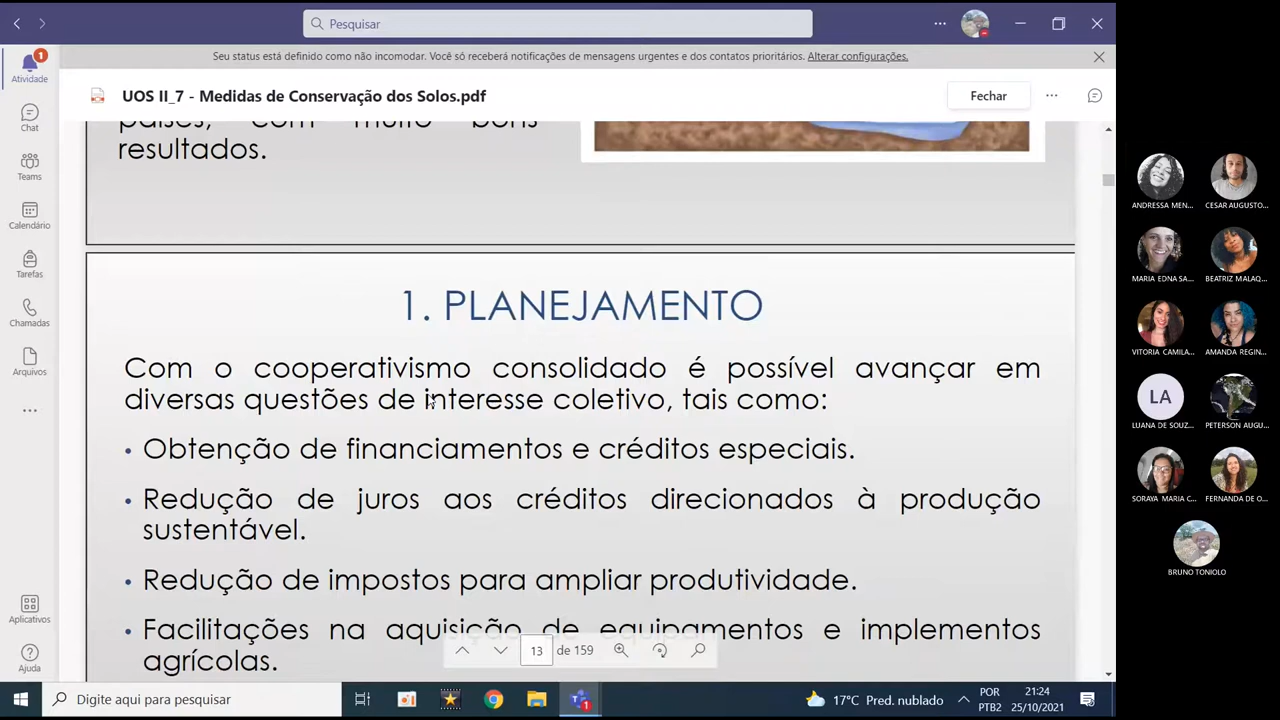 Pesquisar
Seu status está definido como não incomodar. Você só receberá notificações de mensagens urgentes e dos contatos prioritários. Alterar configurações.
1
Atividade
Chat
Teams
Calendário
Tarefas
Chamadas
Arquivos
Aplicativos
Ajuda
UOS II_7 - Medidas de Conservação dos Solos.pdf
Fechar
países, com muito bons
resultados.
1. PLANEJAMENTO
Com o cooperativismo consolidado é possível avançar em
diversas questões de interesse coletivo, tais como:
• Obtenção de financiamentos e créditos especiais.
• Redução de juros aos créditos direcionados à produção
sustentável.
• Redução de impostos para ampliar produtividade.
• Facilitações na aquisição de equipamentos e implementos
agrícolas.
13 de 159
ANDRESSA MEN...
CESAR AUGUSTO...
MARIA EDNA SA...
BEATRIZ MALAQ...
VITORIA CAMILA...
AMANDA REGIN...
LA
LUANA DE SOUZ...
PETERSON AUGU...
SORAYA MARIA C...
FERNANDA DE O...
BRUNO TONIOLO
Digite aqui para pesquisar
1
17°C Pred. nublado
POR
PTB2
21:24
25/10/2021